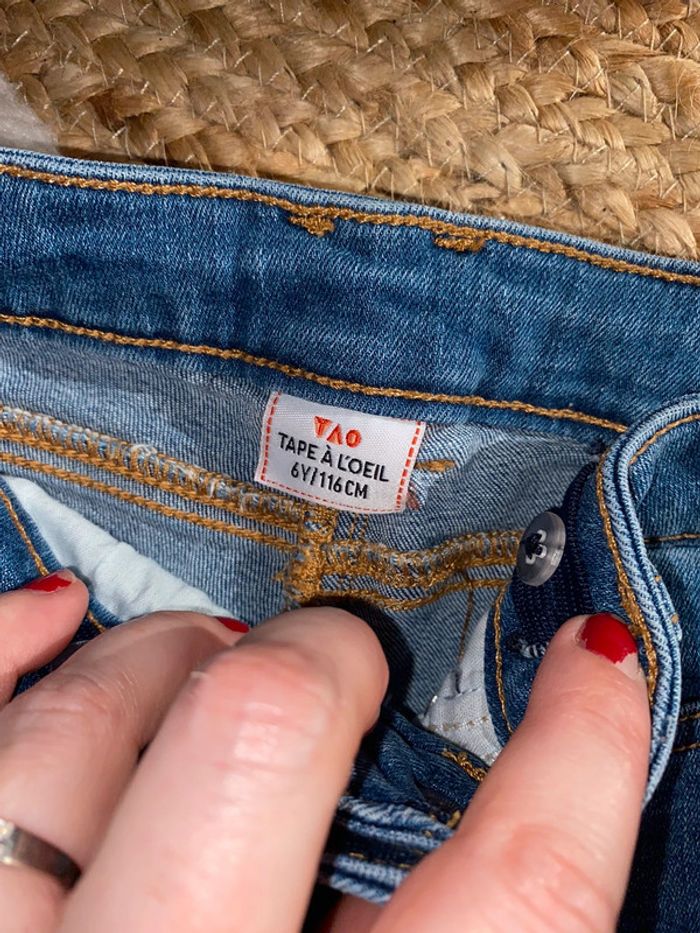 TAO
TAPE À L'OEIL
6Y/116CM